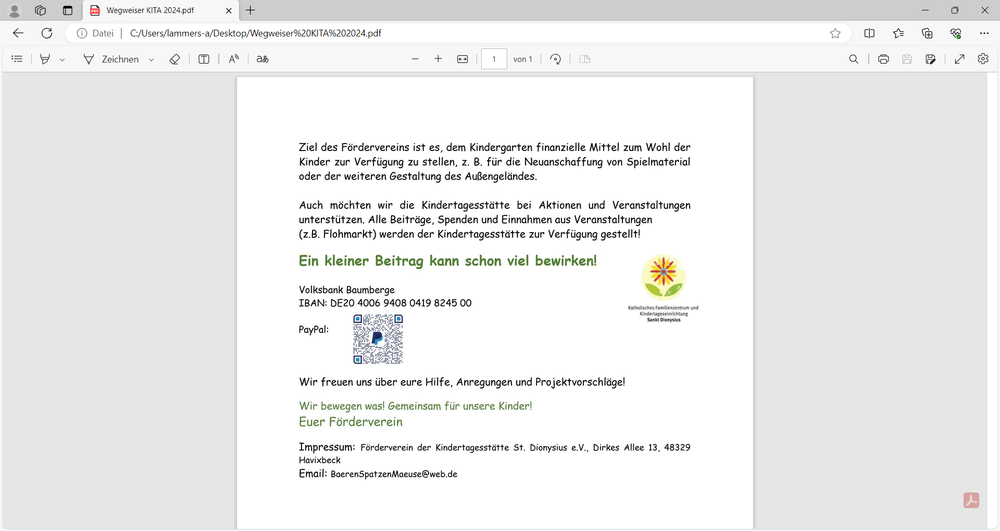 Wegweiser KITA 2024.pdf
Datei
C:/Users/lammers-a/Desktop/Wegweiser%20KITA%202024.pdf
Zeichnen
1
von 1
Ziel des Fördervereins ist es, dem Kindergarten finanzielle Mittel zum Wohl der
Kinder zur Verfügung zu stellen, z. B. für die Neuanschaffung von Spielmaterial
oder der weiteren Gestaltung des Außengeländes.
Auch möchten wir die Kindertagesstätte bei Aktionen und Veranstaltungen
unterstützen. Alle Beiträge, Spenden und Einnahmen aus Veranstaltungen
(z.B. Flohmarkt) werden der Kindertagesstätte zur Verfügung gestellt!
Ein kleiner Beitrag kann schon viel bewirken!
Volksbank Baumberge
IBAN: DE20 4006 9408 0419 8245 00
Katholisches Familienzentrum und
Kindertageseinrichtung
Sankt Dionysius
PayPal:
Wir freuen uns über eure Hilfe, Anregungen und Projektvorschläge!
Wir bewegen was! Gemeinsam für unsere Kinder!
Euer Förderverein
Impressum: Förderverein der Kindertagesstätte St. Dionysius e.V., Dirkes Allee 13, 48329
Havixbeck
Email: BaerenSpatzenMaeuse@web.de